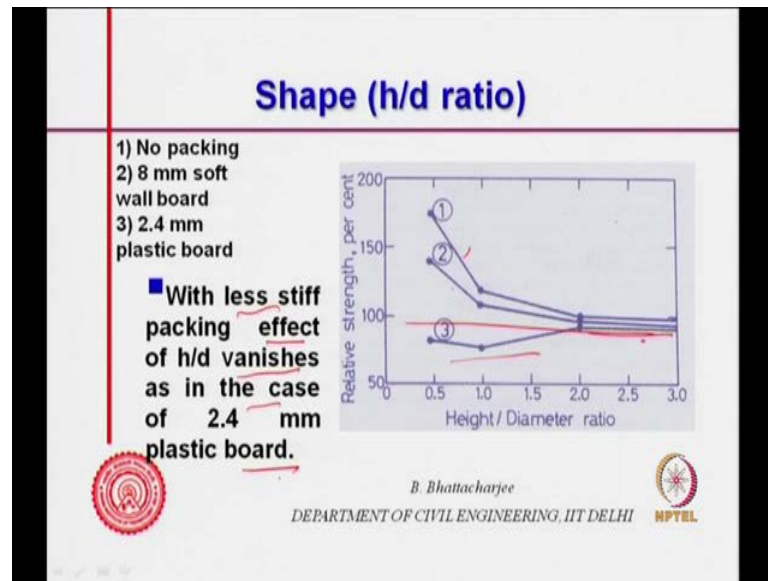 Shape (h/d ratio)
1) No packing
2) 8 mm soft
wall board
3) 2.4 mm
plastic board
With less stiff
packing effect
of h/d vanishes
as in the case
of 2.4 mm
plastic board.
Relative strength, per cent
200
150
100
50
1
2
3
0 0.5 1.0 1.5 2.0 2.5 3.0
Height/Diameter ratio
B. Bhattacharjee
DEPARTMENT OF CIVIL ENGINEERING, IIT DELHI
NPTEL